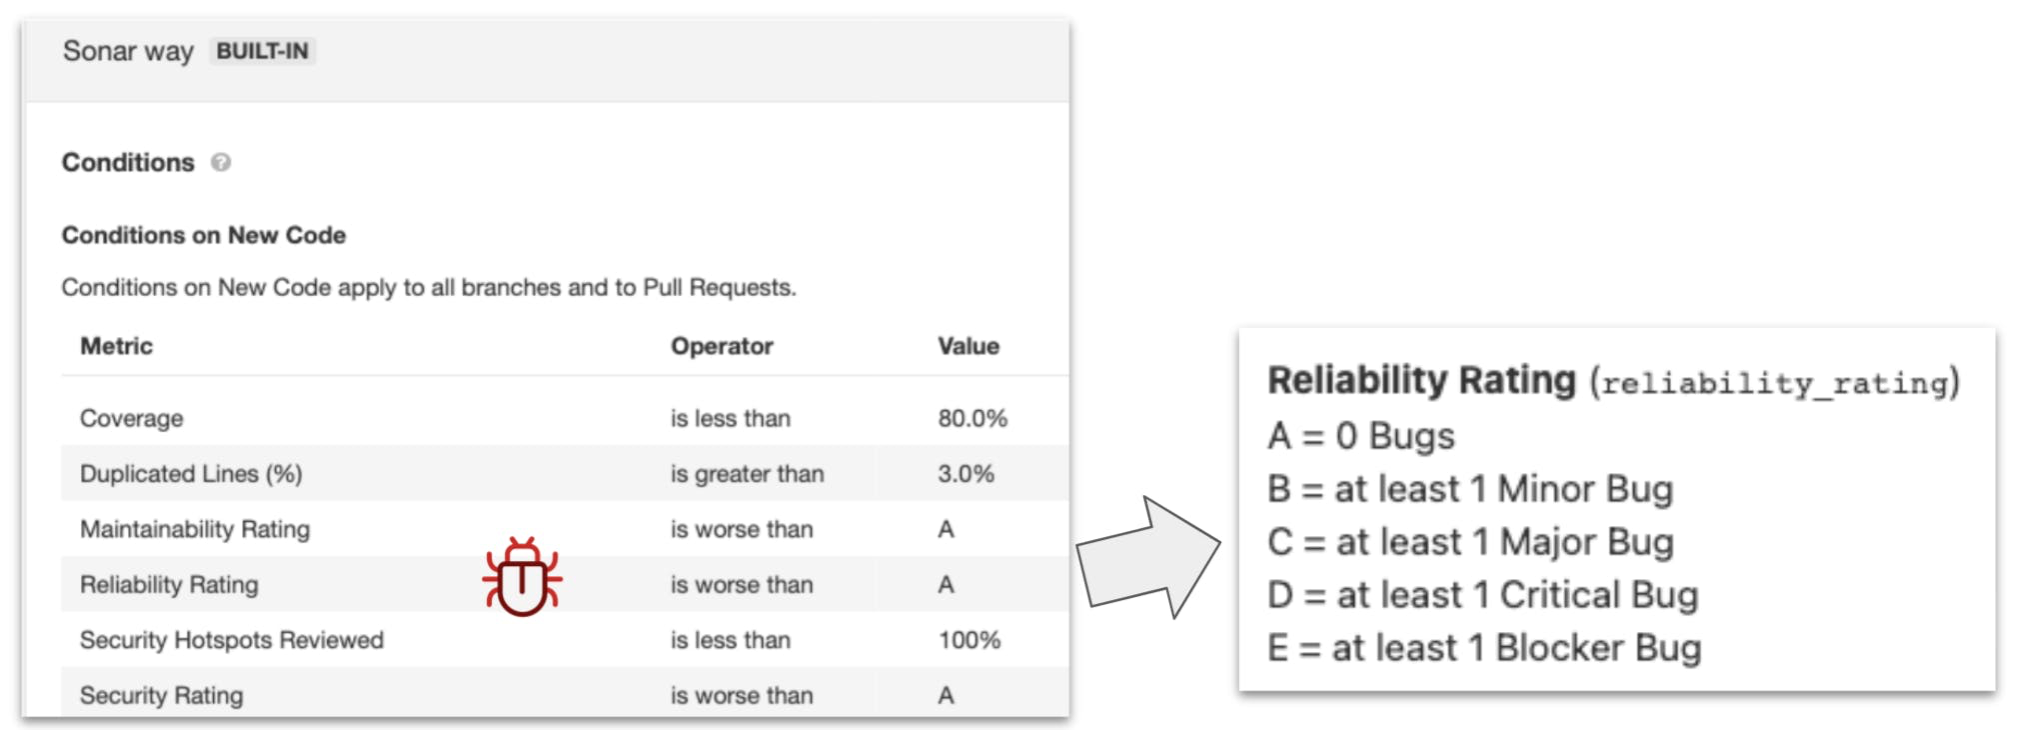 Sonar way BUILT-IN
Conditions ?
Conditions on New Code
Conditions on New Code apply to all branches and to Pull Requests.
Metric Operator Value
Coverage is less than 80.0%
Duplicated Lines (%) is greater than 3.0%
Maintainability Rating is worse than A
Reliability Rating is worse than A
Security Hotspots Reviewed is less than 100%
Security Rating is worse than A
Reliability Rating (reliability_rating)
A = 0 Bugs
B = at least 1 Minor Bug
C = at least 1 Major Bug
D = at least 1 Critical Bug
E = at least 1 Blocker Bug